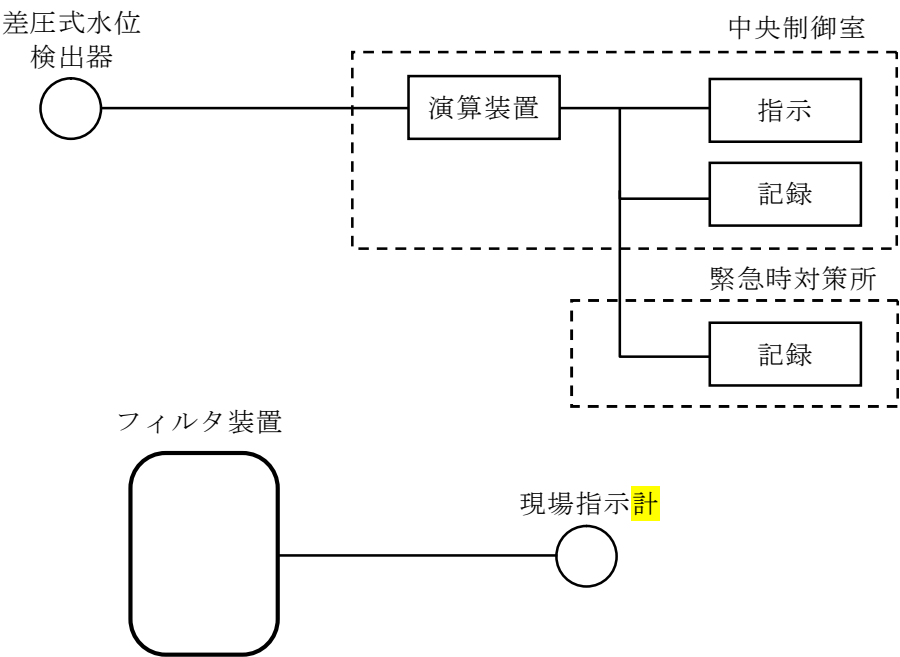 差圧式水位
検出器
中央制御室
演算装置
指示
記録
緊急時対策所
記録
フィルタ装置
現場指示計